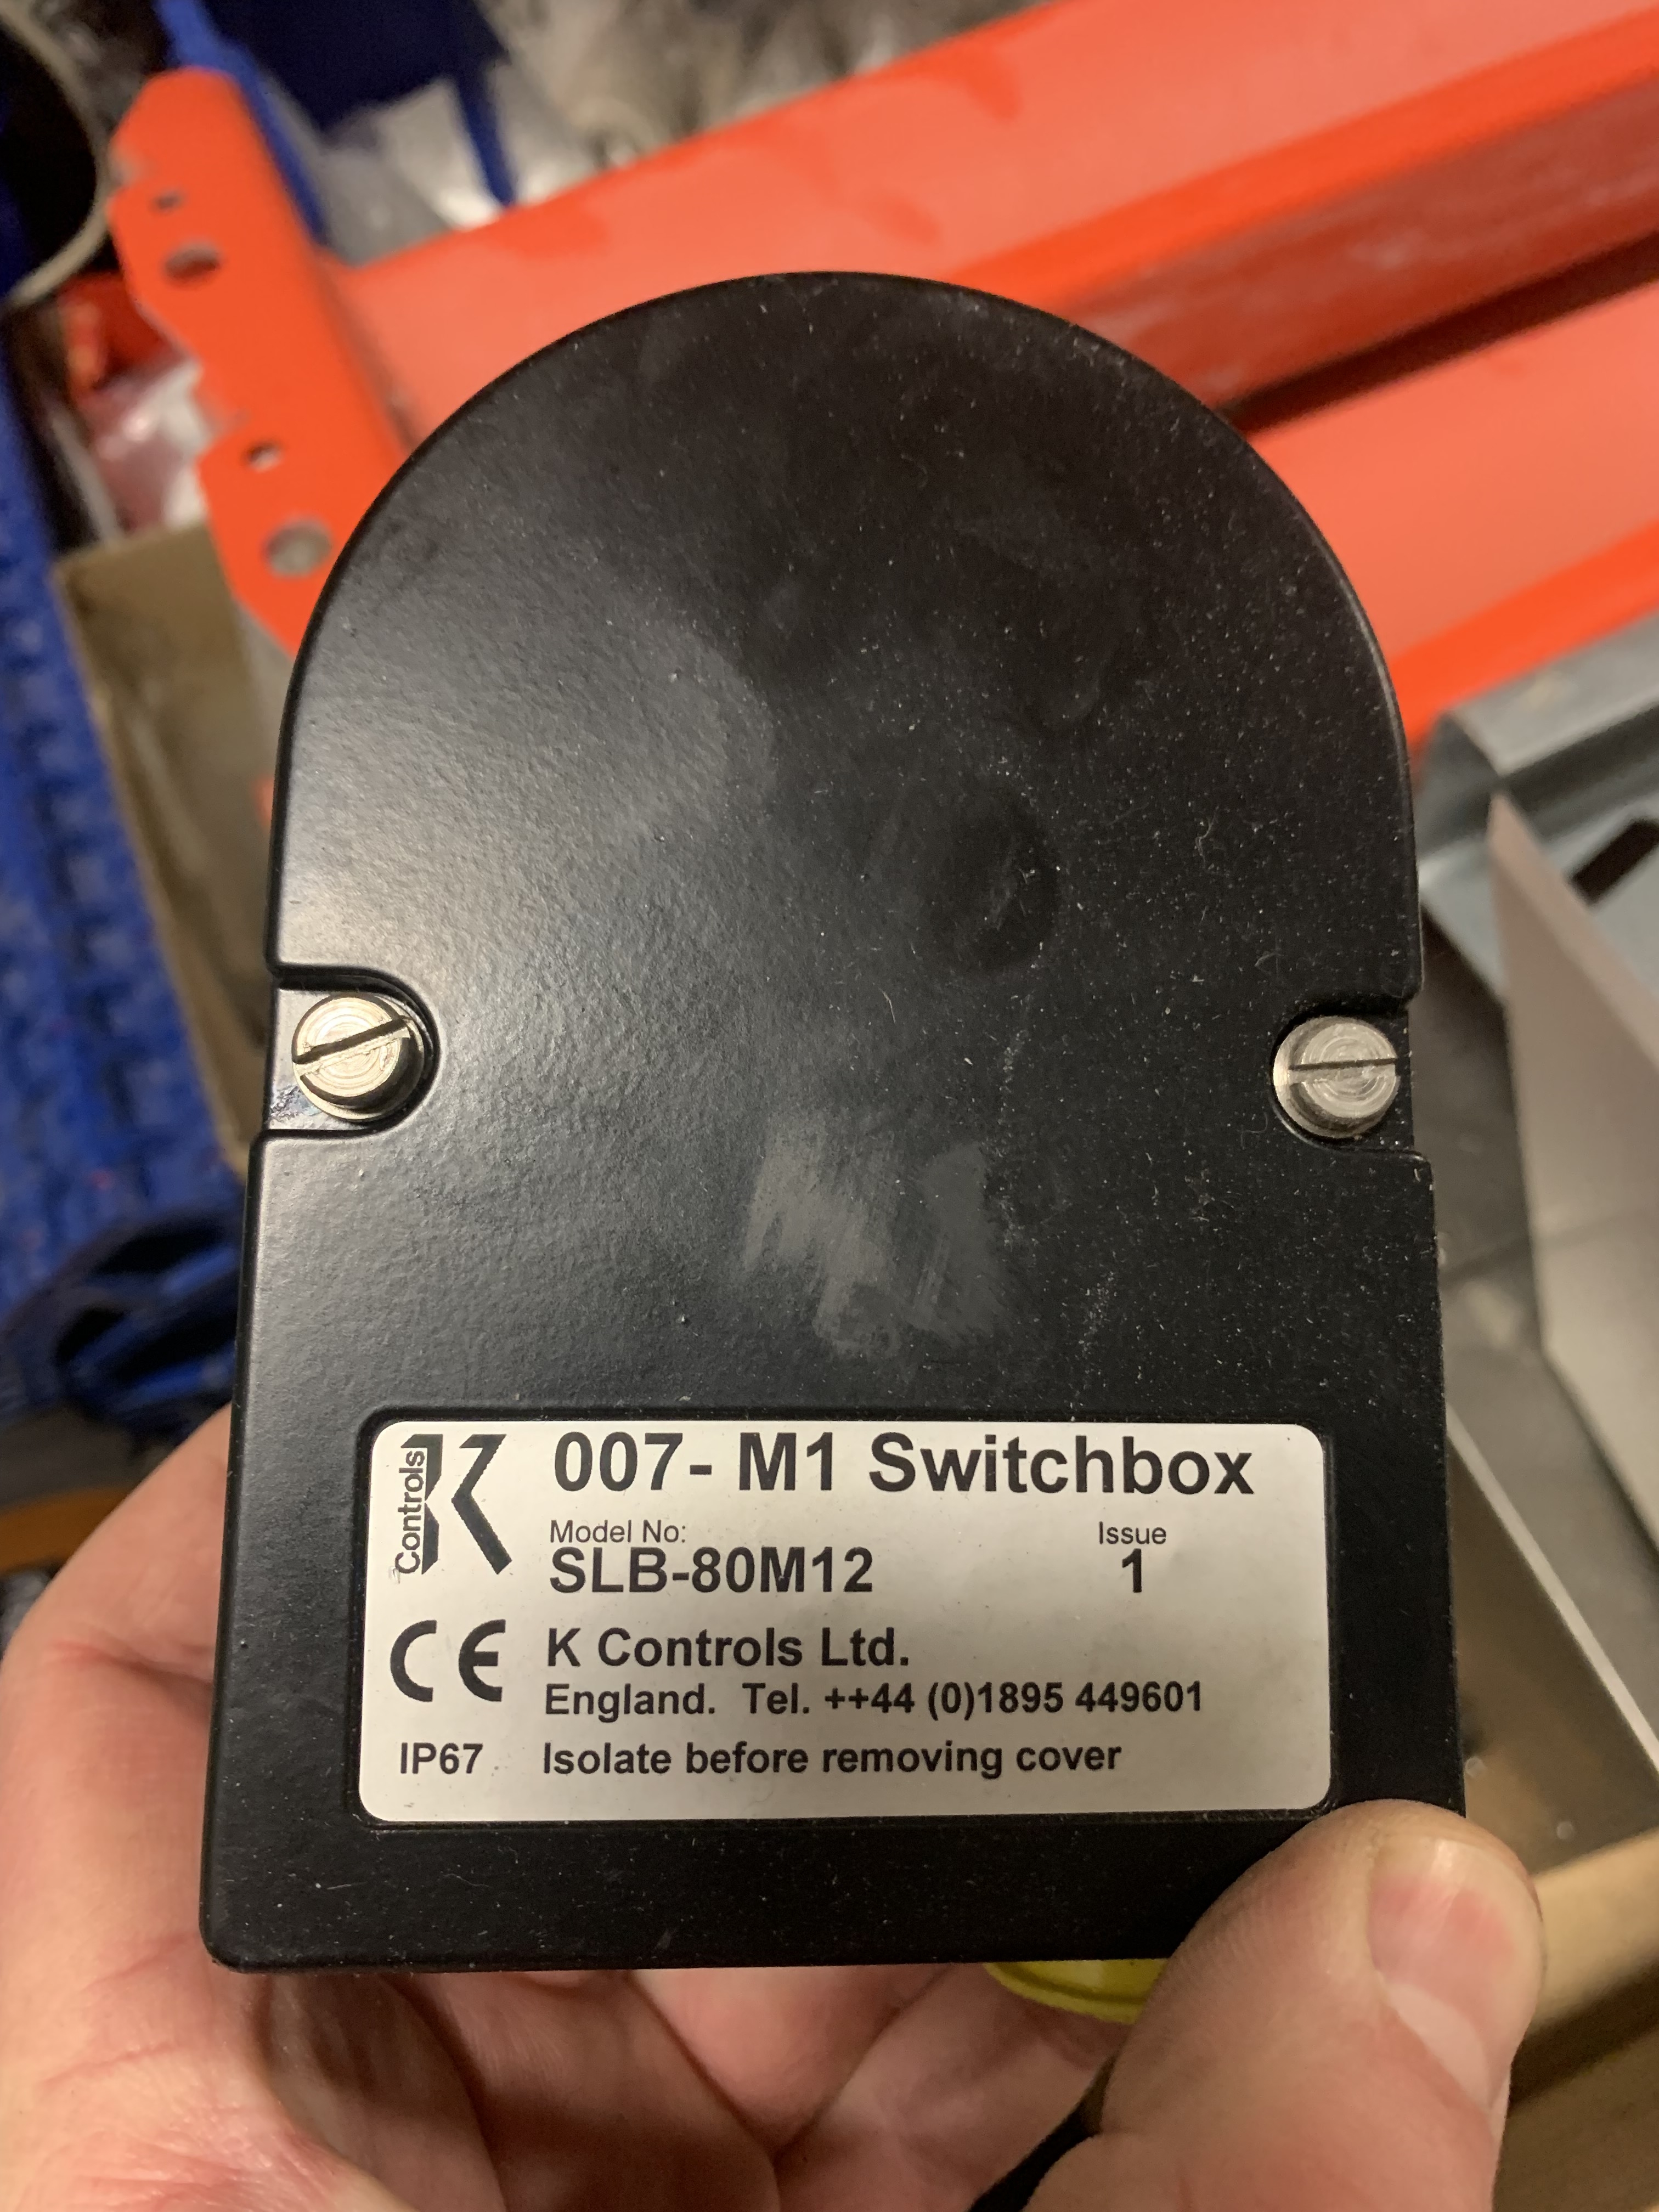 K Controls
007- M1 Switchbox
Model No: Issue
SLB-80M12 1
CE K Controls Ltd.
England. Tel. ++44 (0)1895 449601
IP67 Isolate before removing cover